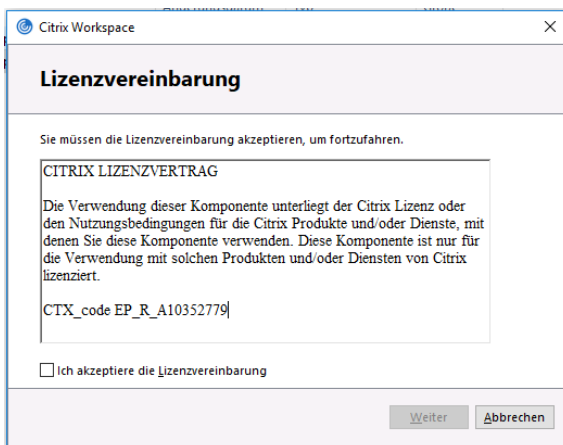 Citrix Workspace
Lizenzvereinbarung
Sie müssen die Lizenzvereinbarung akzeptieren, um fortzufahren.
CITRIX LIZENZVERTRAG
Die Verwendung dieser Komponente unterliegt der Citrix Lizenz oder
den Nutzungsbedingungen für die Citrix Produkte und/oder Dienste, mit
denen Sie diese Komponente verwenden. Diese Komponente ist nur für
die Verwendung mit solchen Produkten und/oder Diensten von Citrix
lizenziert.
CTX_code EP_R_A10352779
Ich akzeptiere die Lizenzvereinbarung
Weiter
Abbrechen